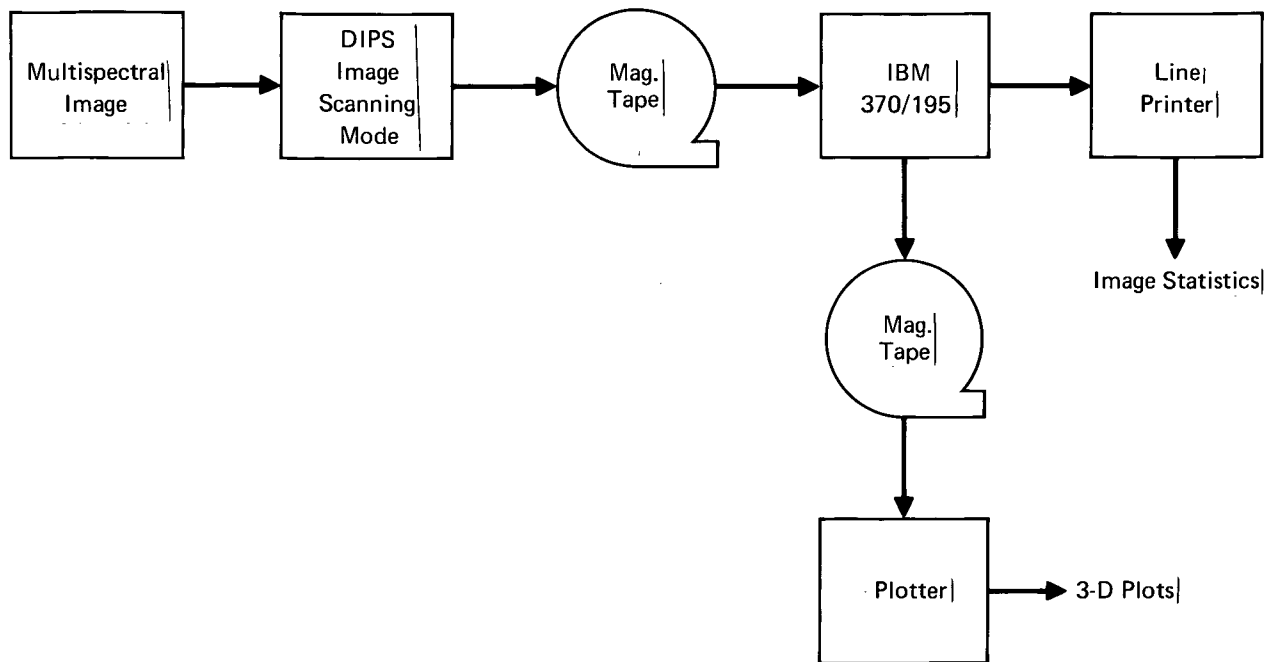 Multispectral
Image
DIPS
Image
Scanning
Mode
Mag.
Tape
IBM
370/195
Line
Printer
Image Statistics
Mag.
Tape
Plotter
3-D Plots